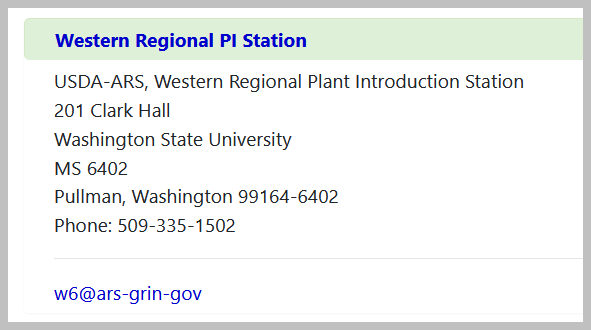 Western Regional PI Station
USDA-ARS, Western Regional Plant Introduction Station
201 Clark Hall
Washington State University
MS 6402
Pullman, Washington 99164-6402
Phone: 509-335-1502
w6@ars-grin-gov